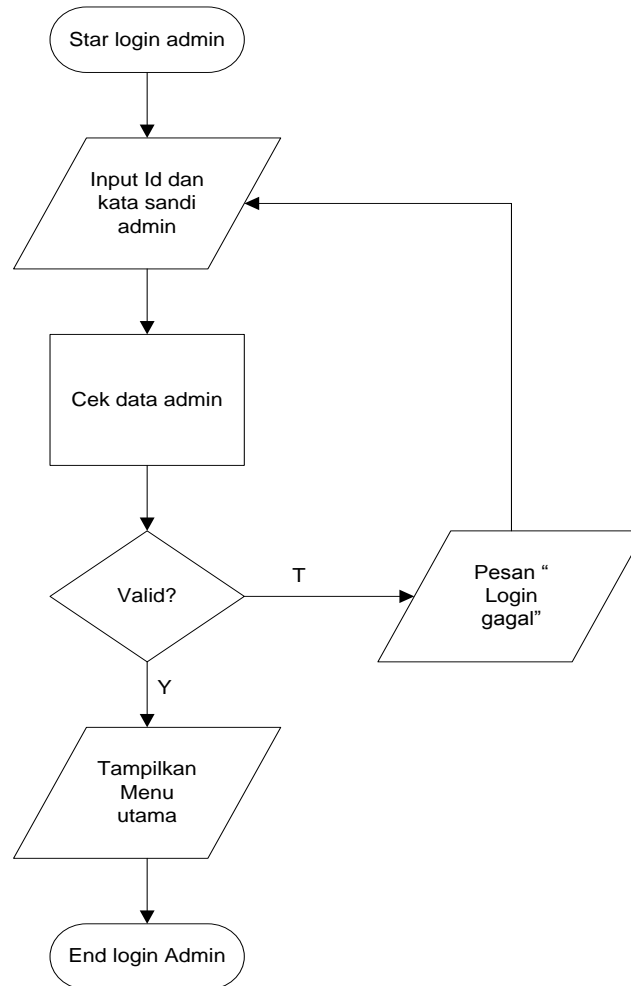 Star login admin
Input Id dan
kata sandi
admin
Cek data admin
Valid?
T
Pesan “
Login
gagal”
Y
Tampilkan
Menu
utama
End login Admin